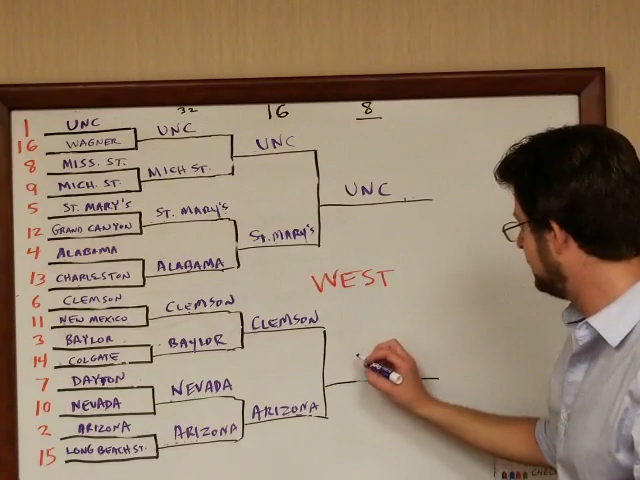 32 16 8
1 UNC
16 WAGNER
8 MISS. ST.
9 MICH. ST.
5 ST. MARY'S
12 GRAND CANYON
4 ALABAMA
13 CHARLESTON
6 CLEMSON
11 NEW MEXICO
3 BAYLOR
14 COLGATE
7 DAYTON
10 NEVADA
2 ARIZONA
15 LONG BEACH ST.
UNC
MICH ST.
ST. MARY'S
ALABAMA
CLEMSON
BAYLOR
NEVADA
ARIZONA
UNC
ST. MARY'S
CLEMSON
ARIZONA
UNC
WEST